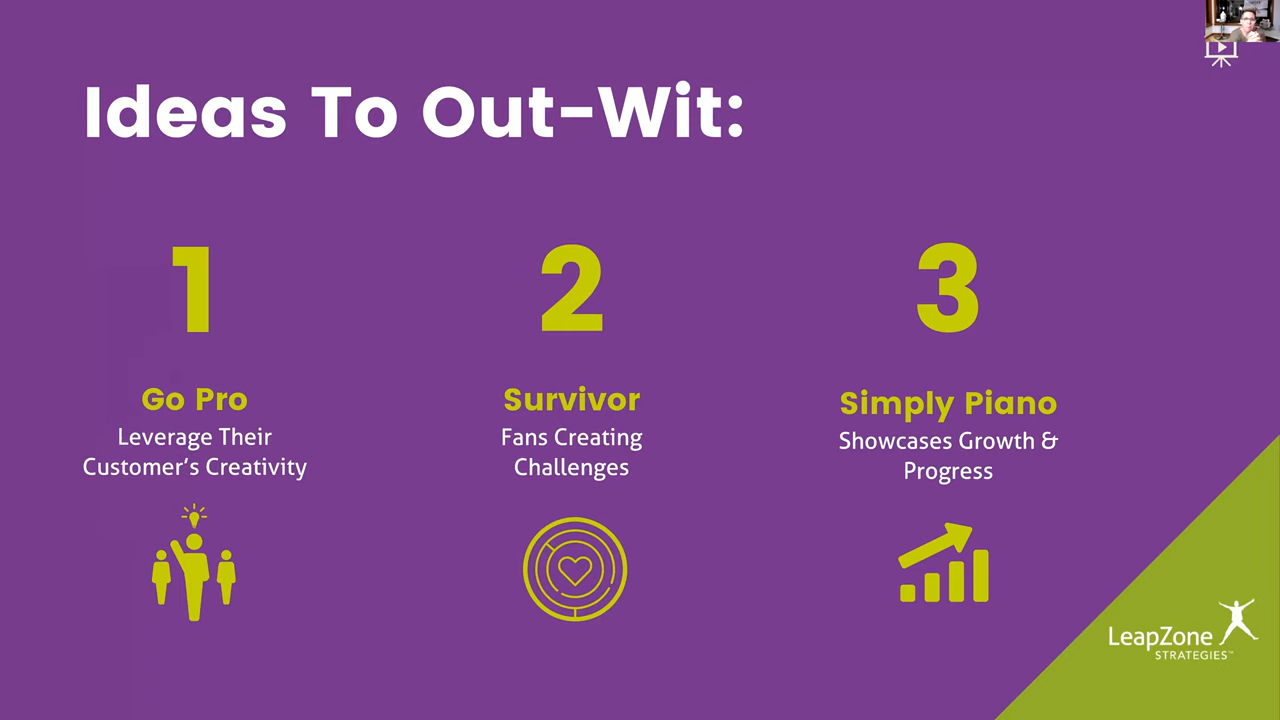 Ideas To Out-Wit:
1
Go Pro
Leverage Their
Customer's Creativity
2
Survivor
Fans Creating
Challenges
3
Simply Piano
Showcases Growth &
Progress
LeapZone
STRATEGIES™